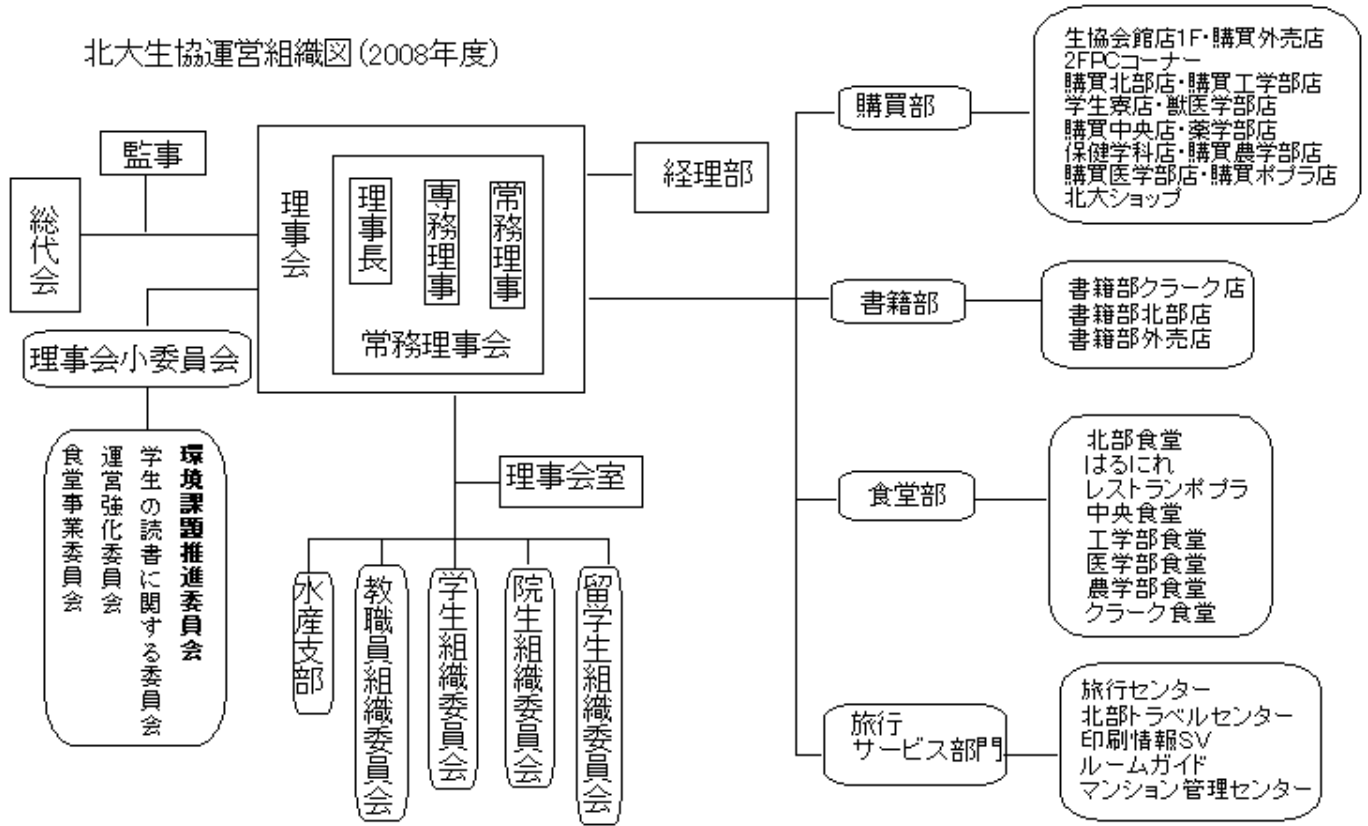 北大生協運営組織図(2008年度)
監事
総代会
理事会
理事長
専務理事
常務理事
常務理事会
経理部
理事会小委員会
環境課題推進委員会
学生の読書に関する委員会
運営強化委員会
食堂事業委員会
理事会室
水産支部
教職員組織委員会
学生組織委員会
院生組織委員会
留学生組織委員会
購買部
生協会館店1F・購買外売店
2FPCコーナー
購買北部店・購買工学部店
学生寮店・獣医学部店
購買中央店・薬学部店
保健学科店・購買農学部店
購買医学部店・購買ポプラ店
北大ショップ
書籍部
書籍部クラーク店
書籍部北部店
書籍部外売店
食堂部
北部食堂
はるにれ
レストランポプラ
中央食堂
工学部食堂
医学部食堂
農学部食堂
クラーク食堂
旅行
サービス部門
旅行センター
北部トラベルセンター
印刷情報SV
ルームガイド
マンション管理センター